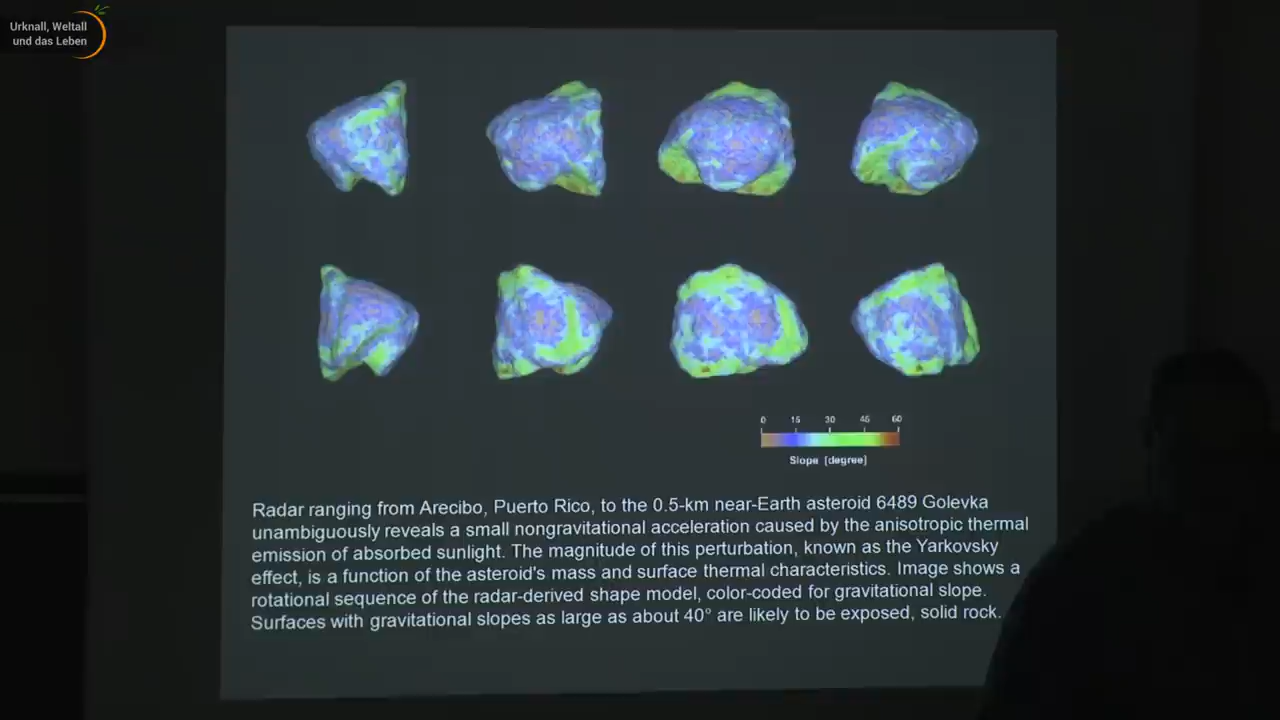 Urknall, Weltall
und das Leben
0 15 30 45 60
Slope [degree]
Radar ranging from Arecibo, Puerto Rico, to the 0.5-km near-Earth asteroid 6489 Golevka
unambiguously reveals a small nongravitational acceleration caused by the anisotropic thermal
emission of absorbed sunlight. The magnitude of this perturbation, known as the Yarkovsky
effect, is a function of the asteroid's mass and surface thermal characteristics. Image shows a
rotational sequence of the radar-derived shape model, color-coded for gravitational slope.
Surfaces with gravitational slopes as large as about 40° are likely to be exposed, solid rock.